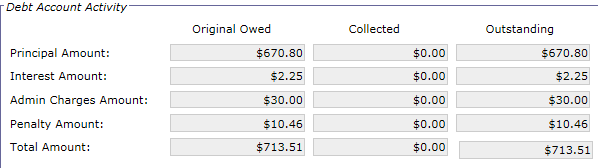 Debt Account Activity
Original Owed Collected Outstanding
Principal Amount: $670.80 $0.00 $670.80
Interest Amount: $2.25 $0.00 $2.25
Admin Charges Amount: $30.00 $0.00 $30.00
Penalty Amount: $10.46 $0.00 $10.46
Total Amount: $713.51 $0.00 $713.51